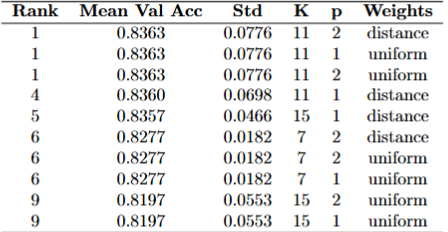 Rank Mean Val Acc Std K p Weights
1 0.8363 0.0776 11 2 distance
1 0.8363 0.0776 11 1 uniform
1 0.8363 0.0776 11 2 uniform
4 0.8360 0.0698 11 1 distance
5 0.8357 0.0466 15 1 distance
6 0.8277 0.0182 7 2 distance
6 0.8277 0.0182 7 2 uniform
6 0.8277 0.0182 7 1 uniform
9 0.8197 0.0553 15 2 uniform
9 0.8197 0.0553 15 1 uniform